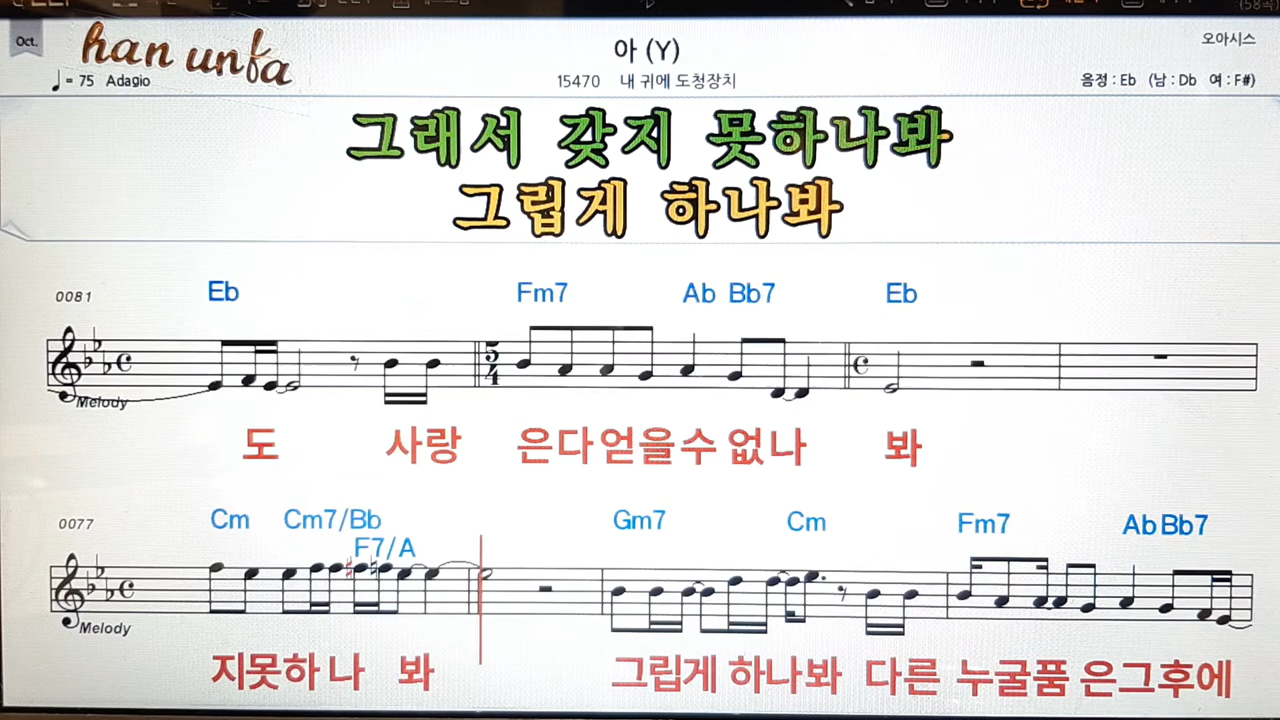 Oct.
han unfa
♩= 75 Adagio
아 (Y)
15470 내 귀에 도청장치
오아시스
음정 : Eb (남 : Db 여 : F#)
그래서 갖지 못하나봐
그립게 하나봐
0081
Eb Fm7 Ab Bb7 Eb
5
4
Melody
도 사랑 은다얻을수없나 봐
0077
Cm Cm7/Bb Gm7 Cm Fm7 Ab Bb7
F7/A
Melody
지못하나 봐 그립게 하나봐 다른 누굴품 은그후에